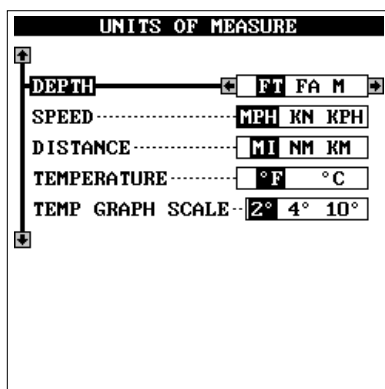 UNITS OF MEASURE
DEPTH FT FA M
SPEED MPH KN KPH
DISTANCE MI NM KM
TEMPERATURE °F °C
TEMP GRAPH SCALE 2° 4° 10°